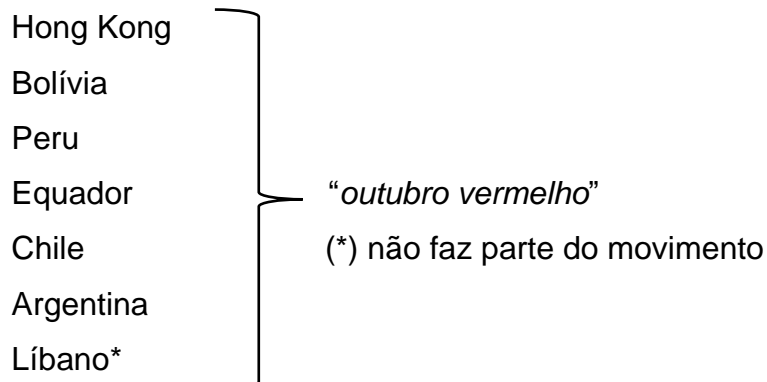 Hong Kong
Bolívia
Peru
Equador “outubro vermelho”
Chile (*) não faz parte do movimento
Argentina
Líbano*